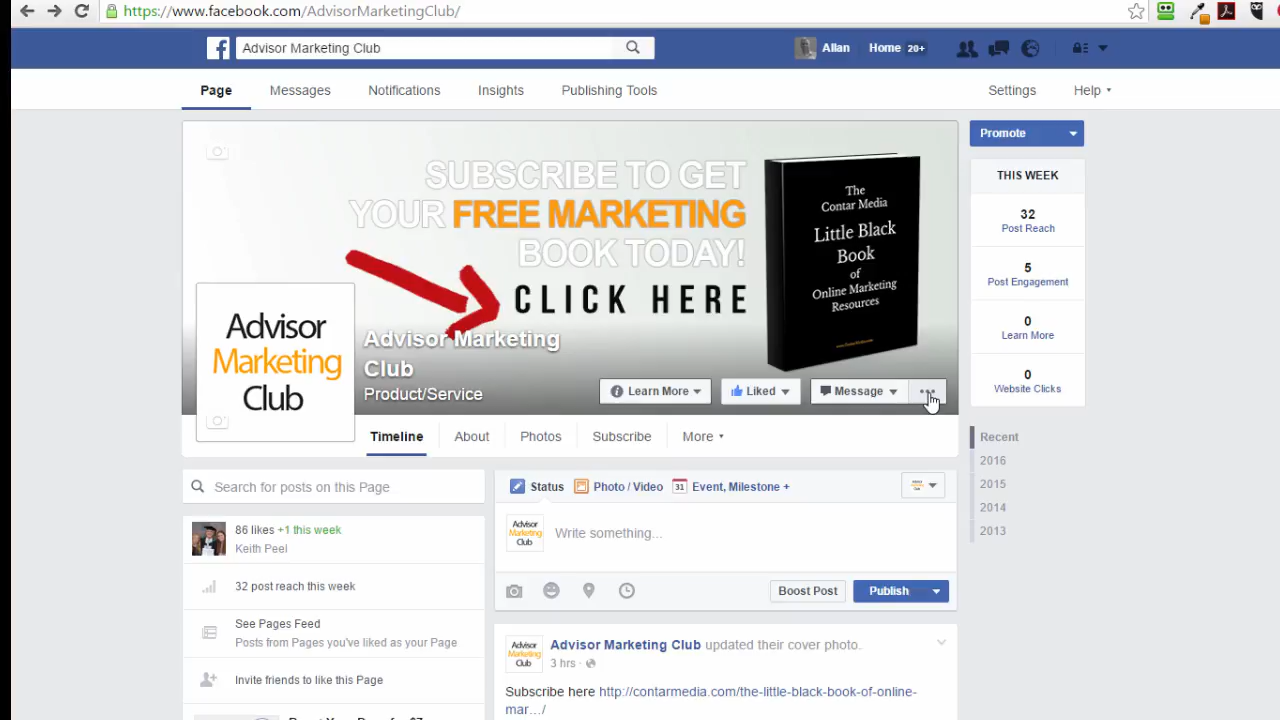 https://www.facebook.com/AdvisorMarketingClub/
Advisor Marketing Club
Allan
Home 20+
Page
Messages
Notifications
Insights
Publishing Tools
Settings
Help
Promote
SUBSCRIBE TO GET
YOUR FREE MARKETING
BOOK TODAY!
CLICK HERE
The
Contar Media
Little Black
Book
of
Online Marketing
Resources
Advisor
Marketing
Club
Advisor Marketing
Club
Product/Service
Learn More
Liked
Message
THIS WEEK
32
Post Reach
5
Post Engagement
0
Learn More
0
Website Clicks
Timeline
About
Photos
Subscribe
More
Recent
2016
2015
2014
2013
Search for posts on this Page
86 likes +1 this week
Keith Peel
32 post reach this week
See Pages Feed
Posts from Pages you've liked as your Page
Invite friends to like this Page
Status
Photo / Video
31
Event, Milestone +
Advisor
Marketing
Club
Write something...
Boost Post
Publish
Advisor
Marketing
Club
Advisor Marketing Club updated their cover photo.
3 hrs ·
Subscribe here http://contarmedia.com/the-little-black-book-of-online-
mar…/